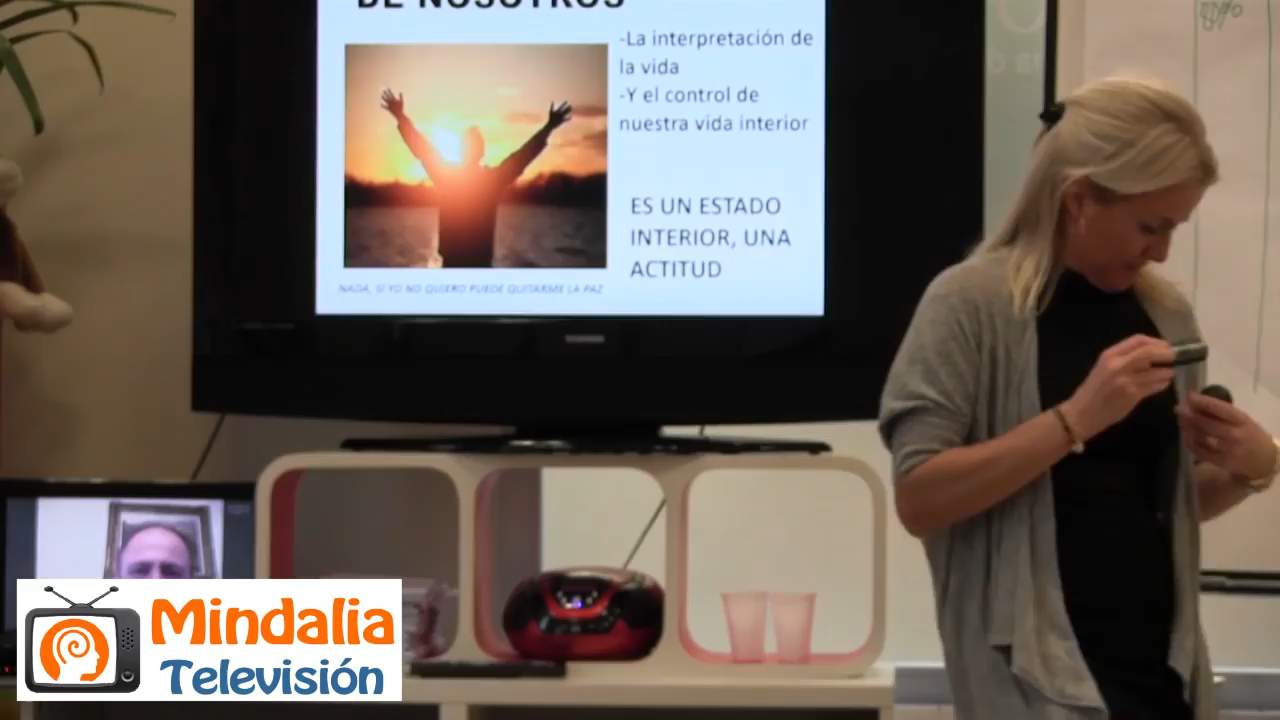 DE NOSOTROS
-La interpretación de
la vida
-Y el control de
nuestra vida interior
ES UN ESTADO
INTERIOR, UNA
ACTITUD
NADA, SI YO NO QUIERO PUEDE QUITARME LA PAZ
Mindalia
Televisión